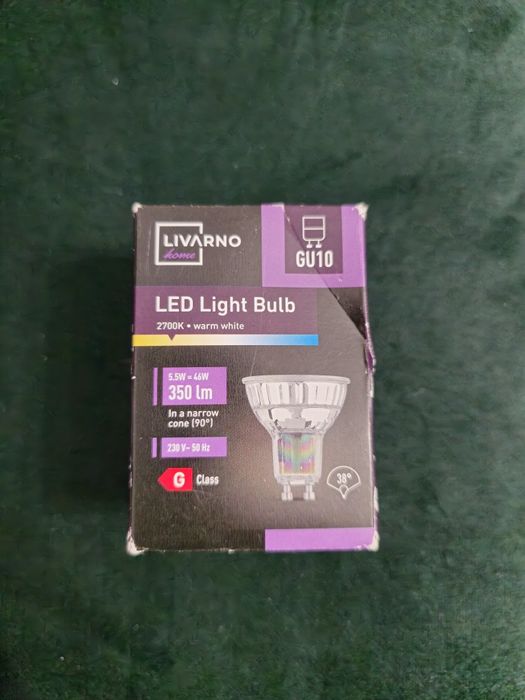 LIVARNO
home
GU10
LED Light Bulb
2700K • warm white
5.5W = 46W
350 lm
In a narrow
cone (90°)
230 V~ 50 Hz
G Class
38°